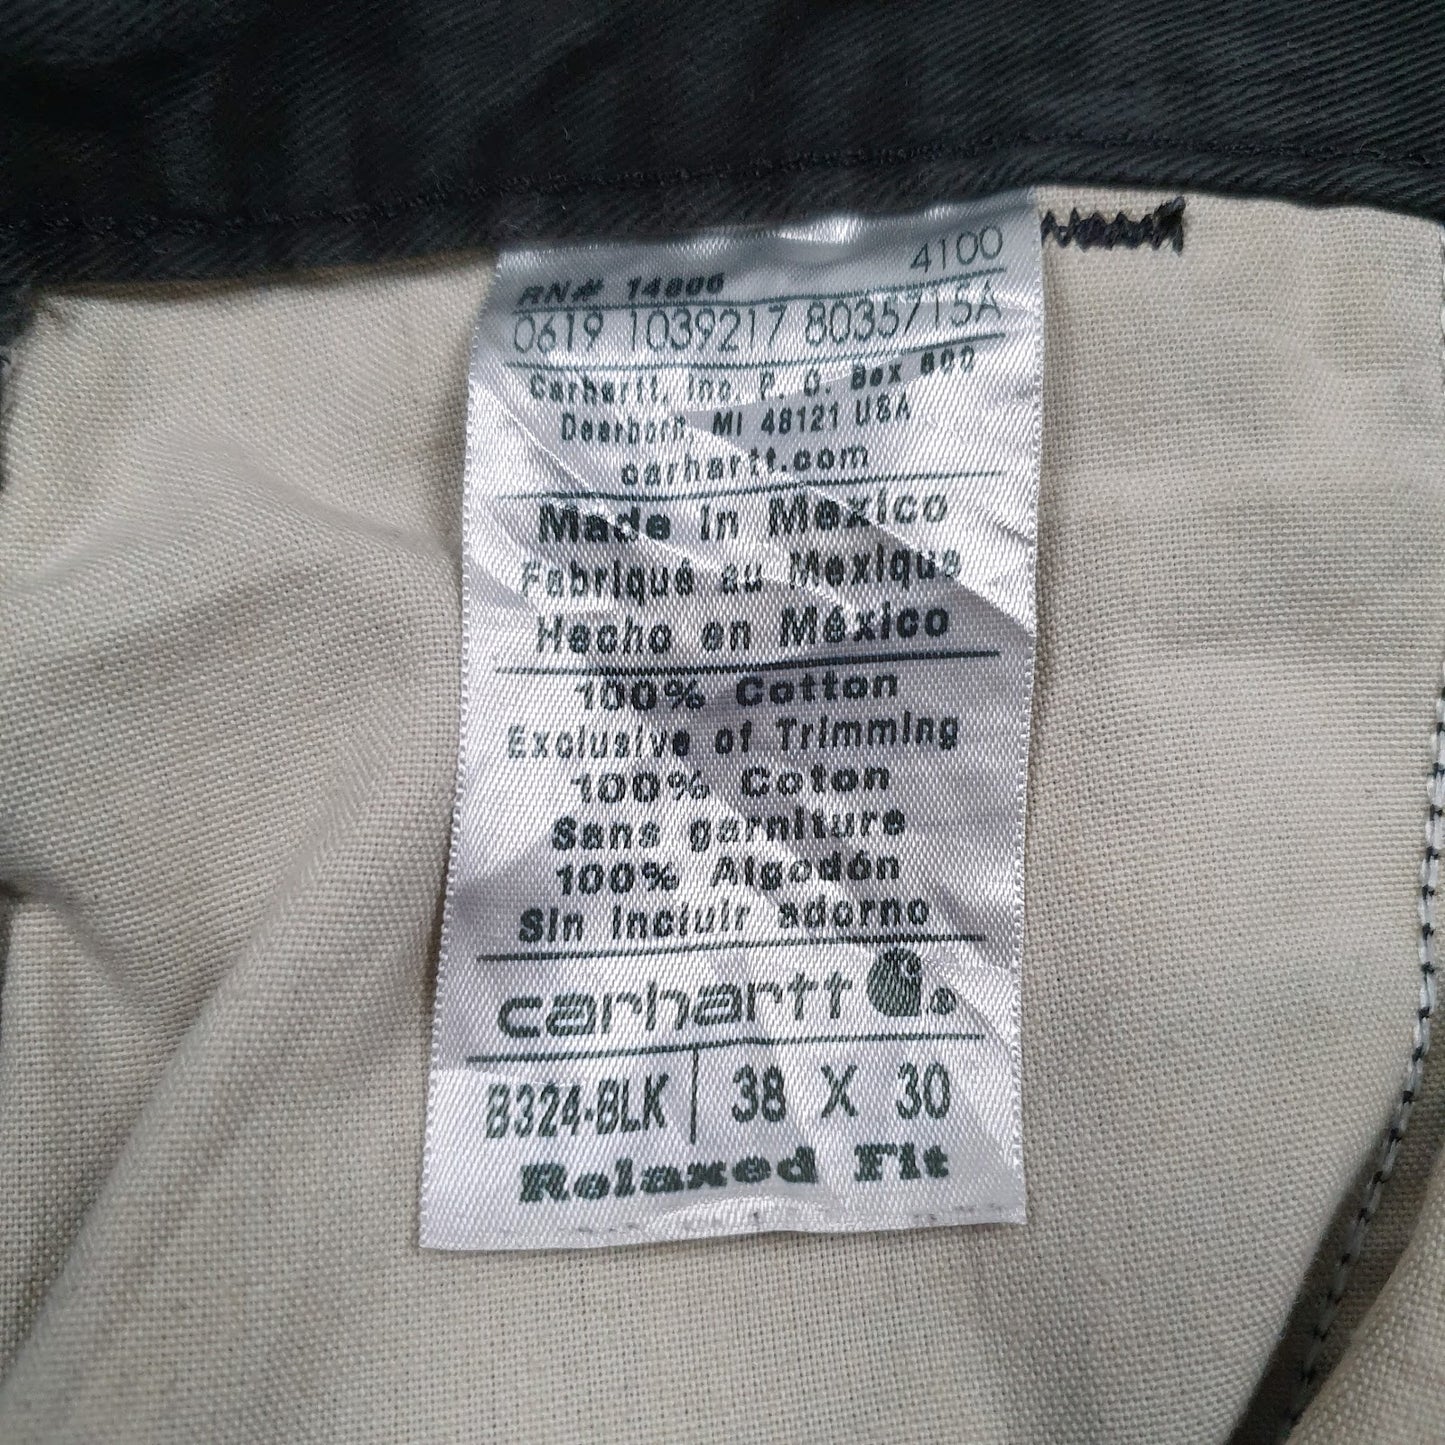 4100
RN# 14806
0619 1039217 8035715A
Carhartt, Inc. P. O. Box 600
Dearborn, MI 48121 USA
carhartt.com
Made in Mexico
Fabriqué au Mexique
Hecho en México
100% Cotton
Exclusive of Trimming
100% Coton
Sans garniture
100% Algodón
Sin incluir adorno
carhartt ®
B324-BLK | 38 X 30
Relaxed Fit